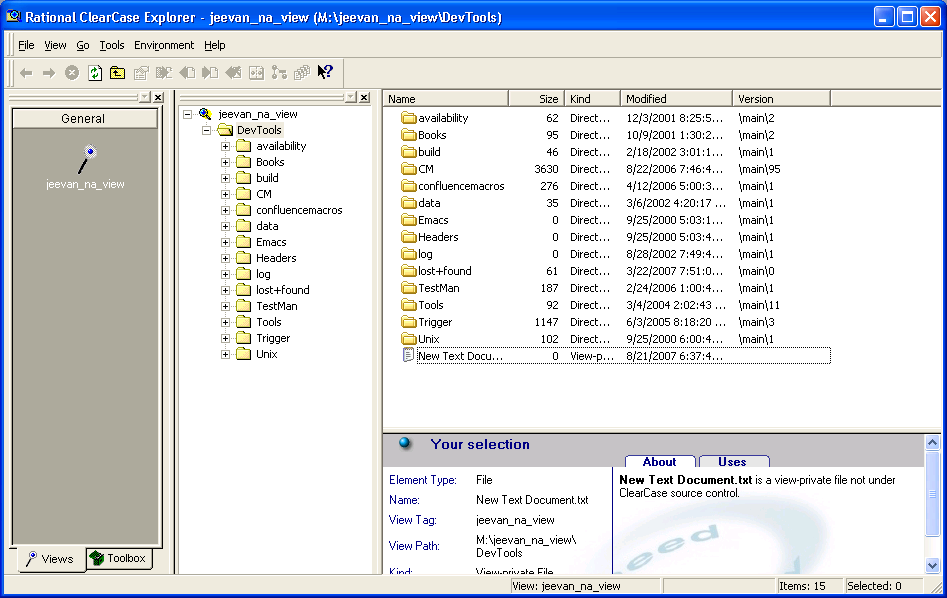 Rational ClearCase Explorer - jeevan_na_view (M:\jeevan_na_view\DevTools)
File View Go Tools Environment Help
General
jeevan_na_view
Views Toolbox
jeevan_na_view
DevTools
availability
Books
build
CM
confluencemacros
data
Emacs
Headers
log
lost+found
TestMan
Tools
Trigger
Unix
Name Size Kind Modified Version
availability 62 Direct... 12/3/2001 8:25:5... \main\2
Books 95 Direct... 10/9/2001 1:30:2... \main\2
build 46 Direct... 2/18/2002 3:01:1... \main\1
CM 3630 Direct... 8/22/2006 7:46:4... \main\95
confluencemacros 276 Direct... 4/12/2006 5:00:3... \main\1
data 35 Direct... 3/6/2002 4:20:17 ... \main\1
Emacs 0 Direct... 9/25/2000 5:03:1... \main\1
Headers 0 Direct... 9/25/2000 5:03:4... \main\1
log 0 Direct... 8/28/2002 7:49:4... \main\1
lost+found 61 Direct... 3/22/2007 7:51:0... \main\0
TestMan 187 Direct... 2/24/2006 1:00:4... \main\1
Tools 92 Direct... 3/4/2004 2:02:43 ... \main\11
Trigger 1147 Direct... 6/3/2005 8:18:20 ... \main\3
Unix 102 Direct... 9/25/2000 6:00:4... \main\1
New Text Docu... 0 View-p... 8/21/2007 6:37:4...
Your selection
About Uses
Element Type: File
Name: New Text Document.txt
View Tag: jeevan_na_view
View Path: M:\jeevan_na_view\
DevTools
Kind: View-private File
New Text Document.txt is a view-private file not under
ClearCase source control.
eed
View: jeevan_na_view Items: 15 Selected: 0